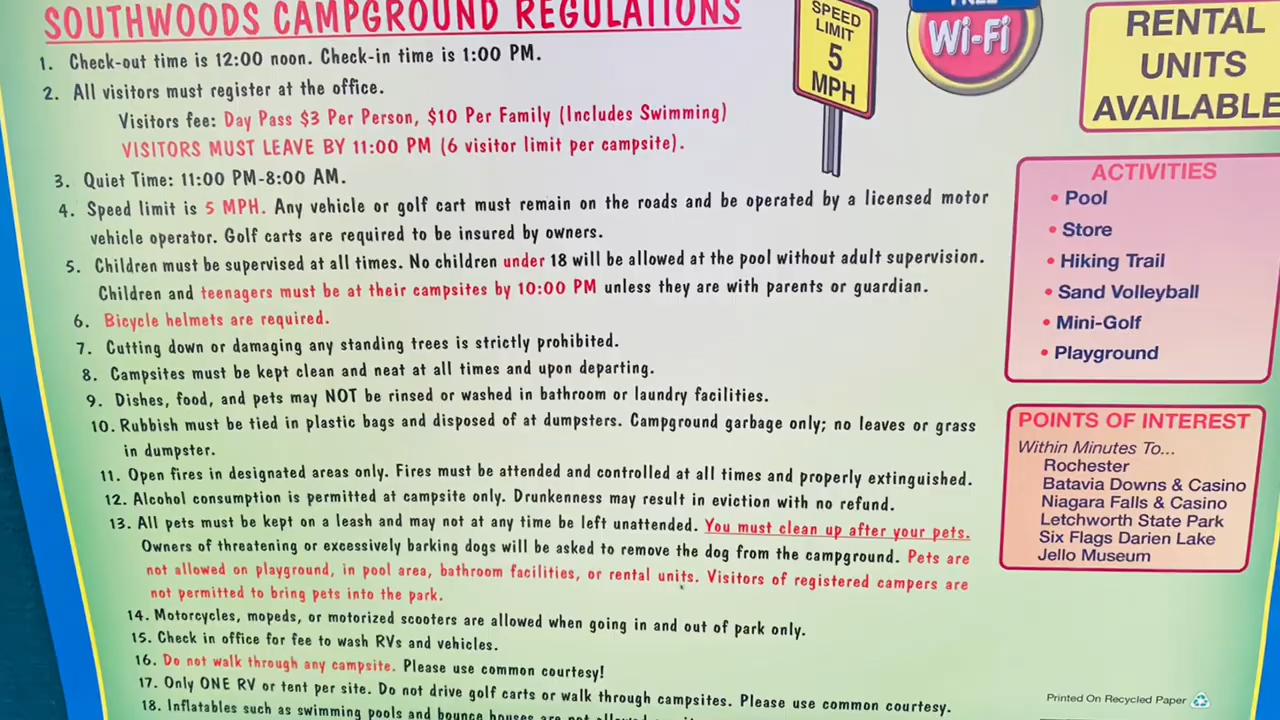 SOUTHWOODS CAMPGROUND REGULATIONS
1. Check-out time is 12:00 noon. Check-in time is 1:00 PM.
2. All visitors must register at the office.
Visitors fee: Day Pass $3 Per Person, $10 Per Family (Includes Swimming)
VISITORS MUST LEAVE BY 11:00 PM (6 visitor limit per campsite).
3. Quiet Time: 11:00 PM-8:00 AM.
4. Speed limit is 5 MPH. Any vehicle or golf cart must remain on the roads and be operated by a licensed motor
vehicle operator. Golf carts are required to be insured by owners.
5. Children must be supervised at all times. No children under 18 will be allowed at the pool without adult supervision.
Children and teenagers must be at their campsites by 10:00 PM unless they are with parents or guardian.
6. Bicycle helmets are required.
7. Cutting down or damaging any standing trees is strictly prohibited.
8. Campsites must be kept clean and neat at all times and upon departing.
9. Dishes, food, and pets may NOT be rinsed or washed in bathroom or laundry facilities.
10. Rubbish must be tied in plastic bags and disposed of at dumpsters. Campground garbage only; no leaves or grass
in dumpster.
11. Open fires in designated areas only. Fires must be attended and controlled at all times and properly extinguished.
12. Alcohol consumption is permitted at campsite only. Drunkenness may result in eviction with no refund.
13. All pets must be kept on a leash and may not at any time be left unattended. You must clean up after your pets.
Owners of threatening or excessively barking dogs will be asked to remove the dog from the campground. Pets are
not allowed on playground, in pool area, bathroom facilities, or rental units. Visitors of registered campers are
not permitted to bring pets into the park.
14. Motorcycles, mopeds, or motorized scooters are allowed when going in and out of park only.
15. Check in office for fee to wash RVs and vehicles.
16. Do not walk through any campsite. Please use common courtesy!
17. Only ONE RV or tent per site. Do not drive golf carts or walk through campsites. Please use common courtesy.
18. Inflatables such as swimming pools and bounce houses are not allowed
SPEED
LIMIT
5
MPH
FREE
Wi-Fi
RENTAL
UNITS
AVAILABLE
ACTIVITIES
• Pool
• Store
• Hiking Trail
• Sand Volleyball
• Mini-Golf
• Playground
POINTS OF INTEREST
Within Minutes To...
Rochester
Batavia Downs & Casino
Niagara Falls & Casino
Letchworth State Park
Six Flags Darien Lake
Jello Museum
Printed On Recycled Paper